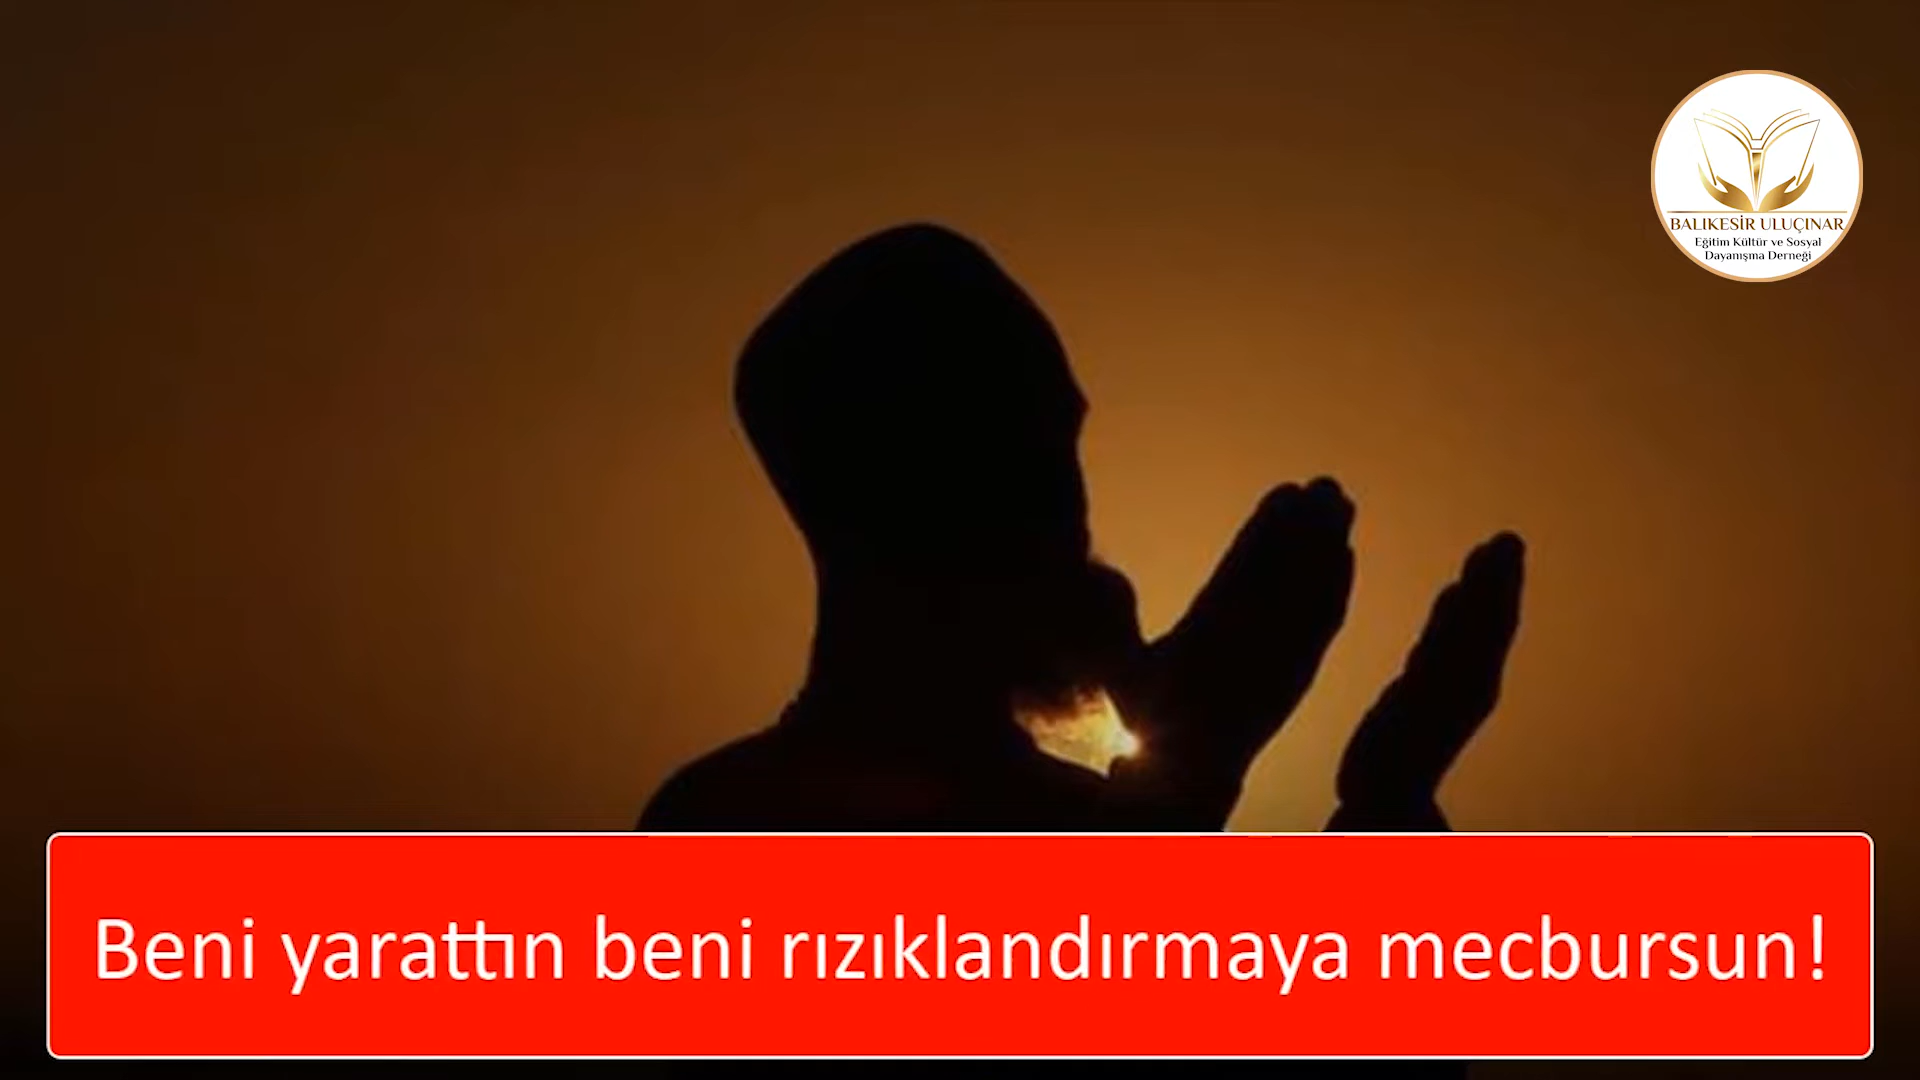 BALIKESİR ULUÇINAR
Eğitim Kültür ve Sosyal
Dayanışma Derneği
Beni yarattın beni rızıklandırmaya mecbursun!